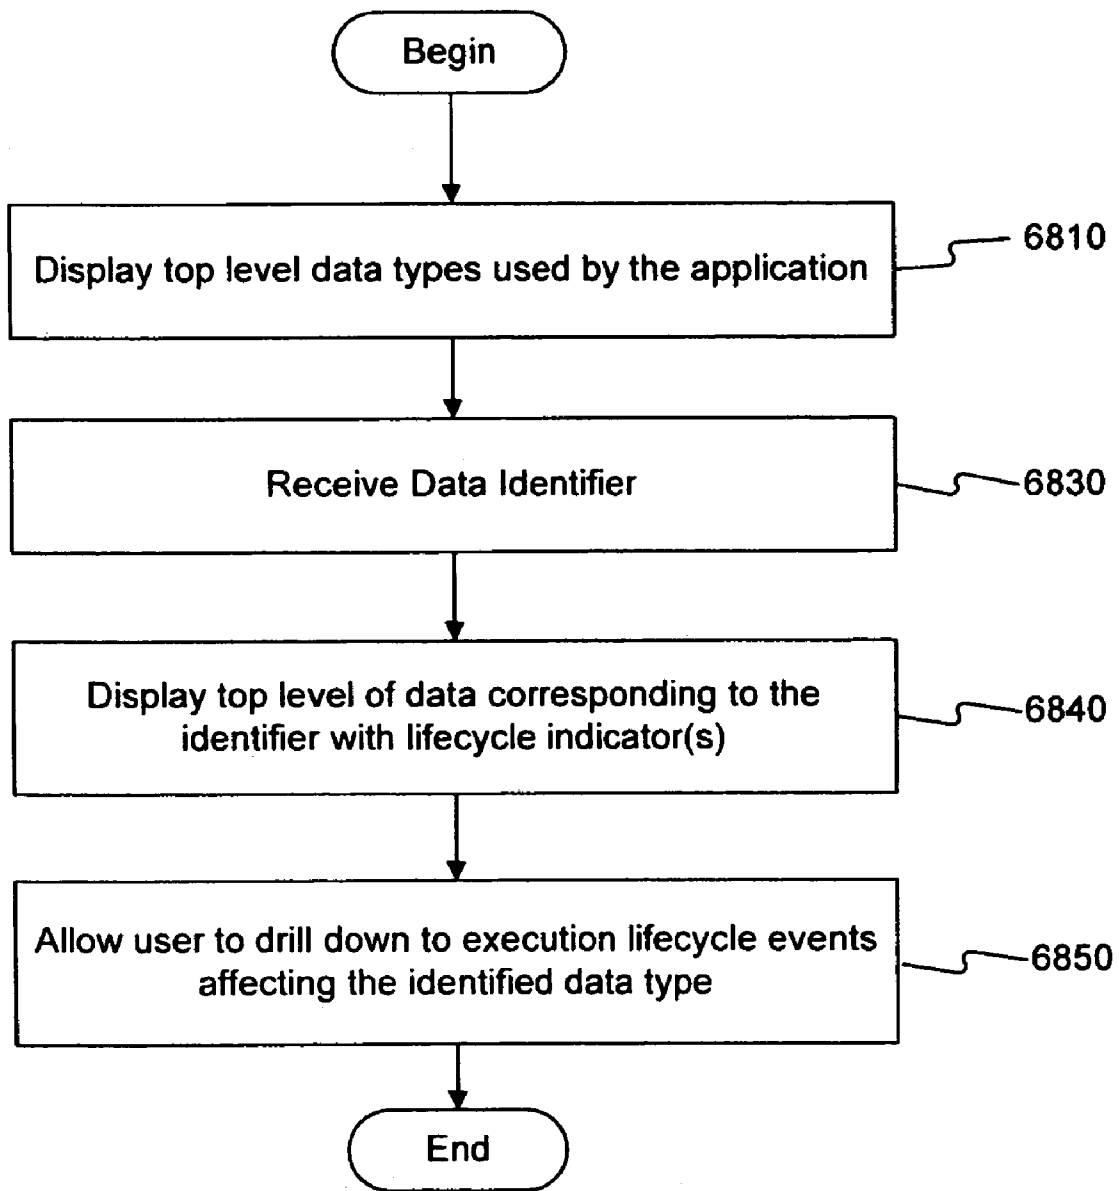 Begin
Display top level data types used by the application
6810
Receive Data Identifier
6830
Display top level of data corresponding to the
identifier with lifecycle indicator(s)
6840
Allow user to drill down to execution lifecycle events
affecting the identified data type
6850
End